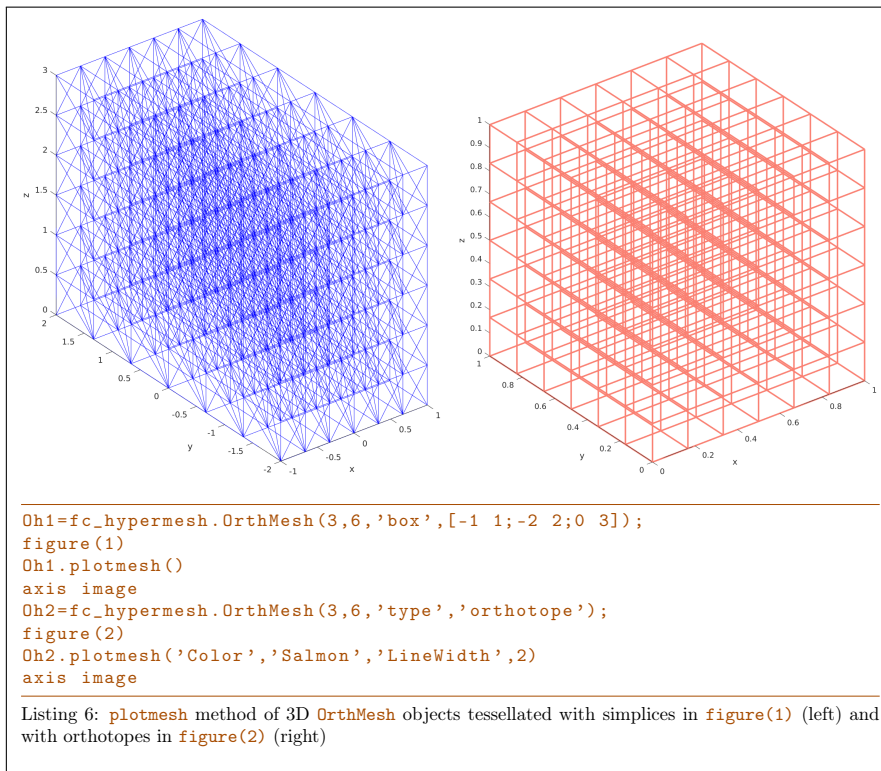 3
2.5
2
1.5
z
1
0.5
0
2
1.5
1
0.5
0
-0.5
y
-1
-1.5
-2
-1
-0.5
x
0
0.5
1
1
0.9
0.8
0.7
0.6
z
0.5
0.4
0.3
0.2
0.1
0
1
0.8
0.6
y
0.4
0.2
0
0
0.2
0.4
x
0.6
0.8
1
Oh1=fc_hypermesh.OrthMesh(3,6,’box’,[-1 1;-2 2;0 3]);
figure(1)
Oh1.plotmesh()
axis image
Oh2=fc_hypermesh.OrthMesh(3,6,’type’,’orthotope’);
figure(2)
Oh2.plotmesh(’Color’,’Salmon’,’LineWidth’,2)
axis image
Listing 6: plotmesh method of 3D OrthMesh objects tessellated with simplices in figure(1) (left) and
with orthotopes in figure(2) (right)